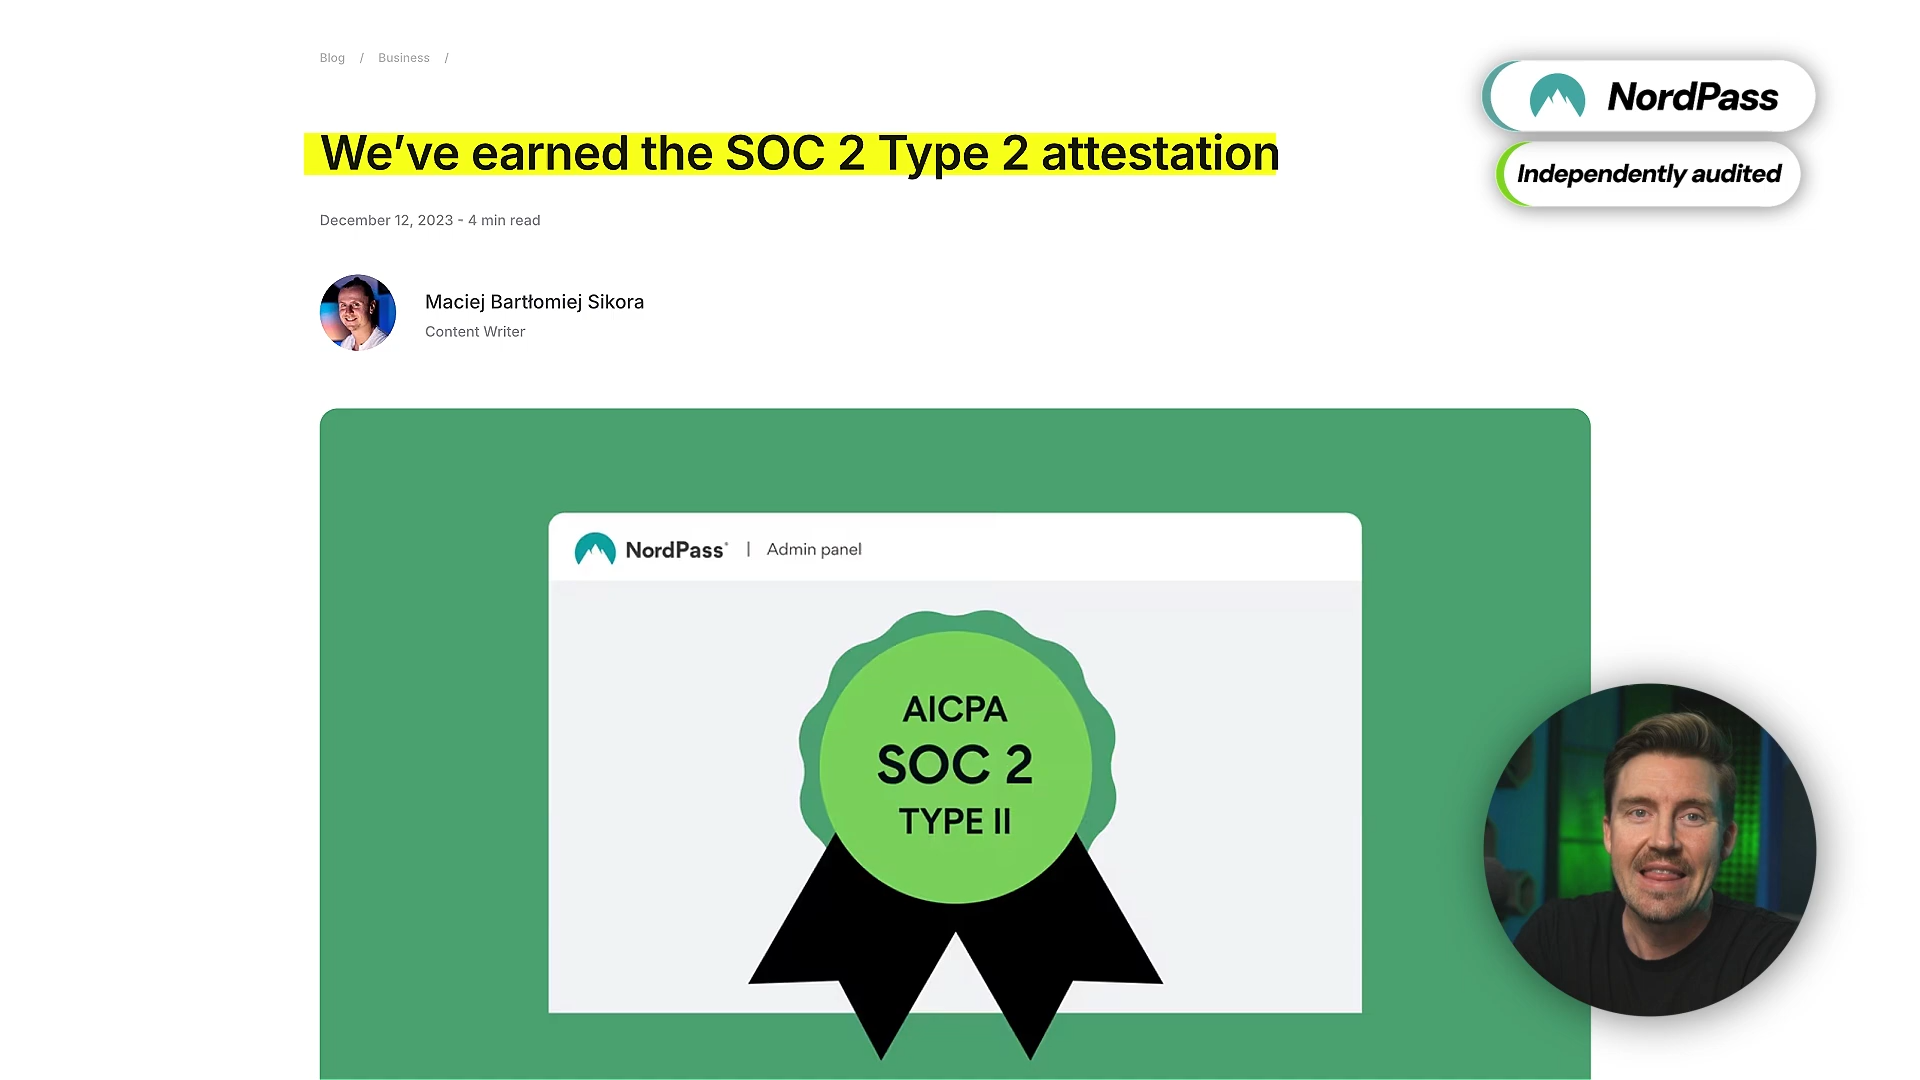 Blog / Business /
We’ve earned the SOC 2 Type 2 attestation
December 12, 2023 - 4 min read
Maciej Bartłomiej Sikora
Content Writer
NordPass
Independently audited
NordPass | Admin panel
AICPA
SOC 2
TYPE II